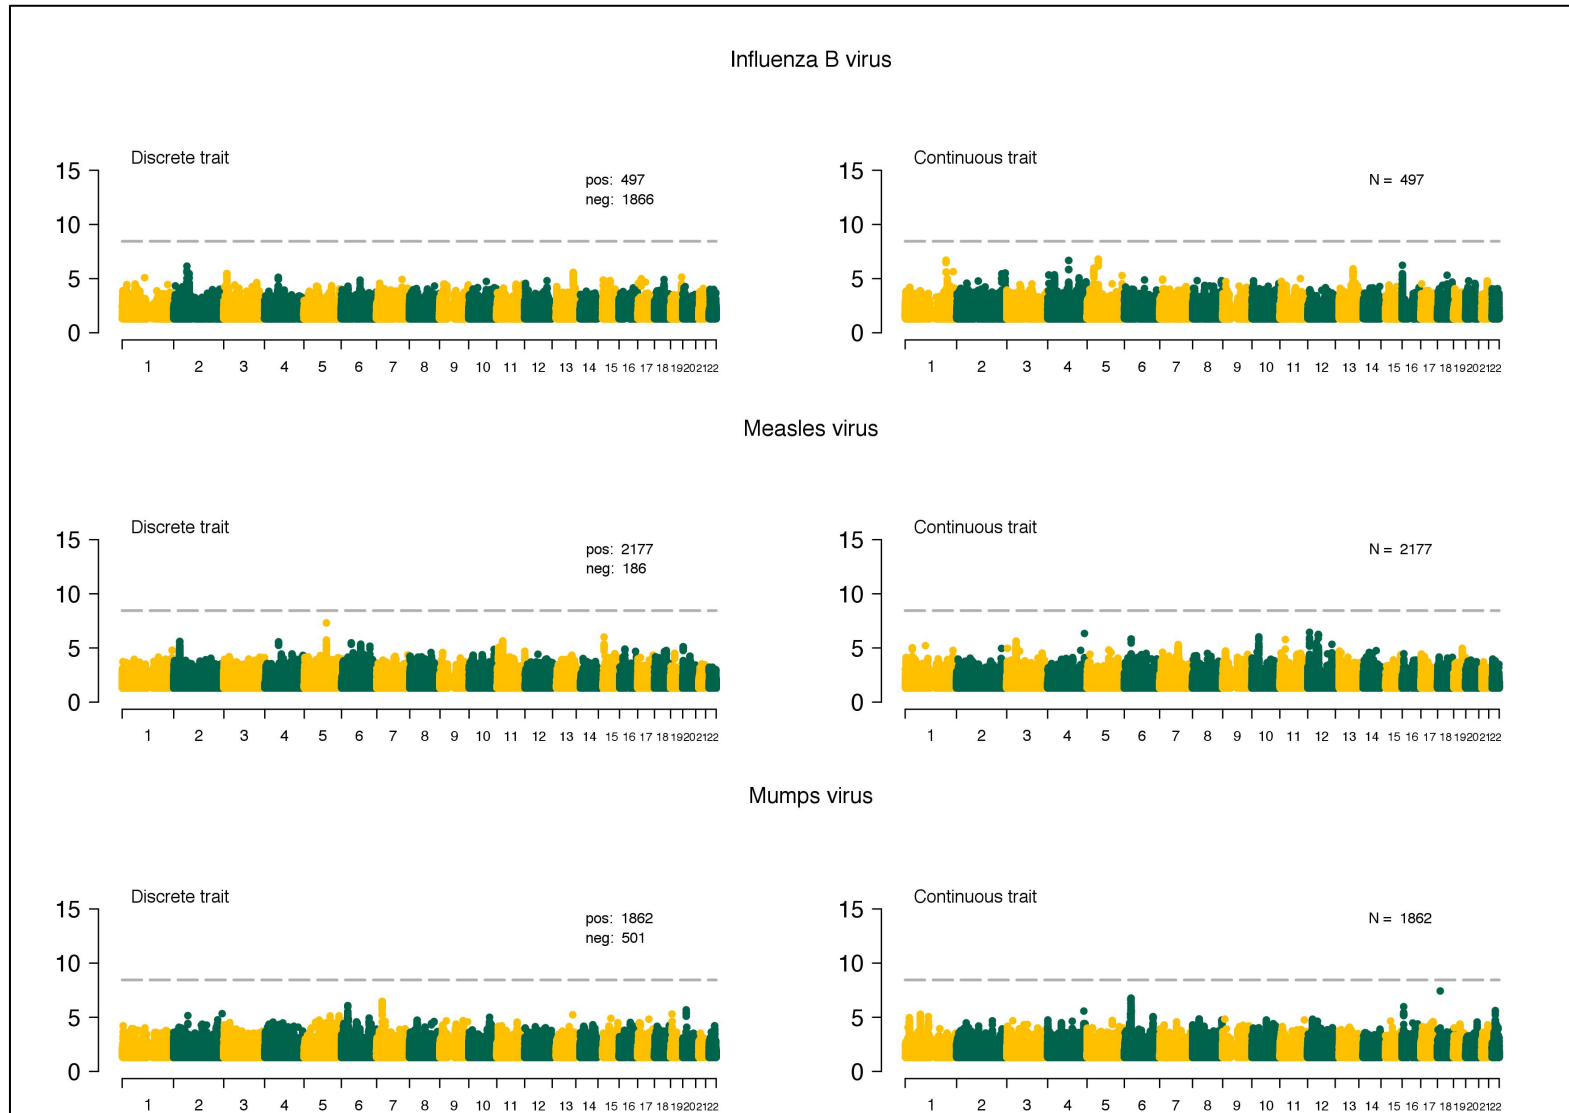 Influenza B virus
Discrete trait
pos: 497
neg: 1866
15
10
5
0
1 2 3 4 5 6 7 8 9 10 11 12 13 14 15 16 17 18 19 20 21 22
Continuous trait
N = 497
15
10
5
0
1 2 3 4 5 6 7 8 9 10 11 12 13 14 15 16 17 18 19 20 21 22
Measles virus
Discrete trait
pos: 2177
neg: 186
15
10
5
0
1 2 3 4 5 6 7 8 9 10 11 12 13 14 15 16 17 18 19 20 21 22
Continuous trait
N = 2177
15
10
5
0
1 2 3 4 5 6 7 8 9 10 11 12 13 14 15 16 17 18 19 20 21 22
Mumps virus
Discrete trait
pos: 1862
neg: 501
15
10
5
0
1 2 3 4 5 6 7 8 9 10 11 12 13 14 15 16 17 18 19 20 21 22
Continuous trait
N = 1862
15
10
5
0
1 2 3 4 5 6 7 8 9 10 11 12 13 14 15 16 17 18 19 20 21 22